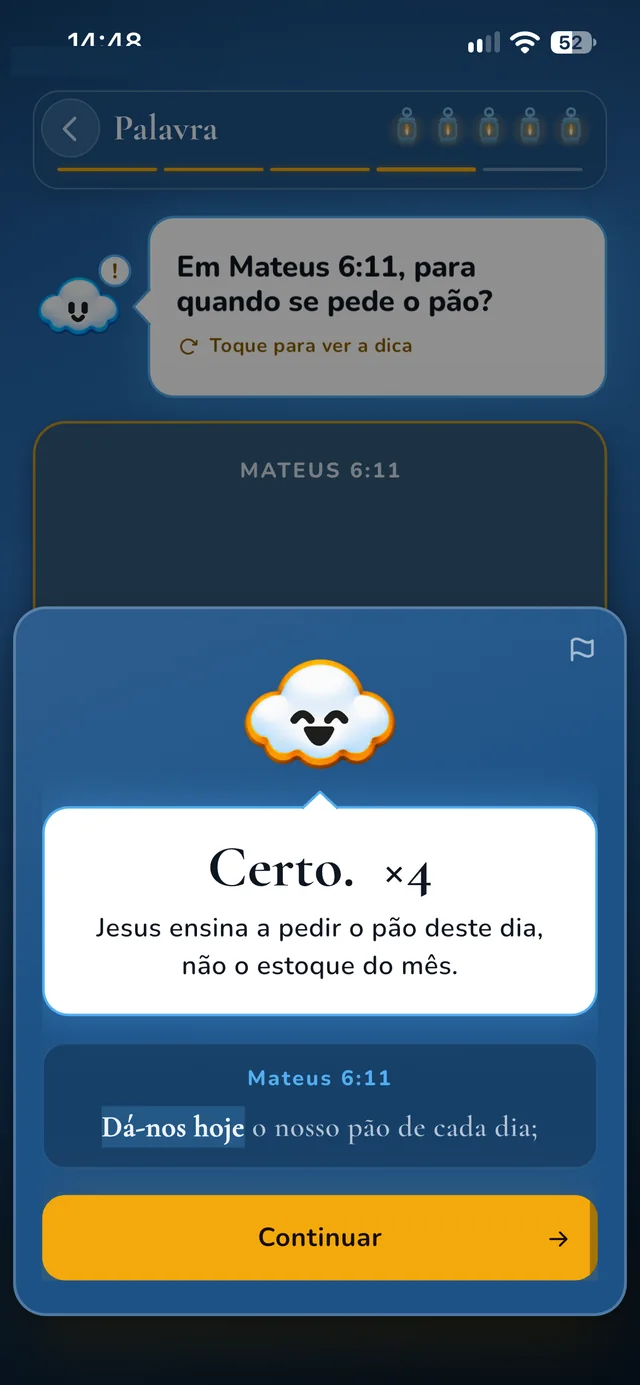 14:48
52
Palavra
!
Em Mateus 6:11, para
quando se pede o pão?
Toque para ver a dica
MATEUS 6:11
Certo. ×4
Jesus ensina a pedir o pão deste dia,
não o estoque do mês.
Mateus 6:11
Dá-nos hoje o nosso pão de cada dia;
Continuar →